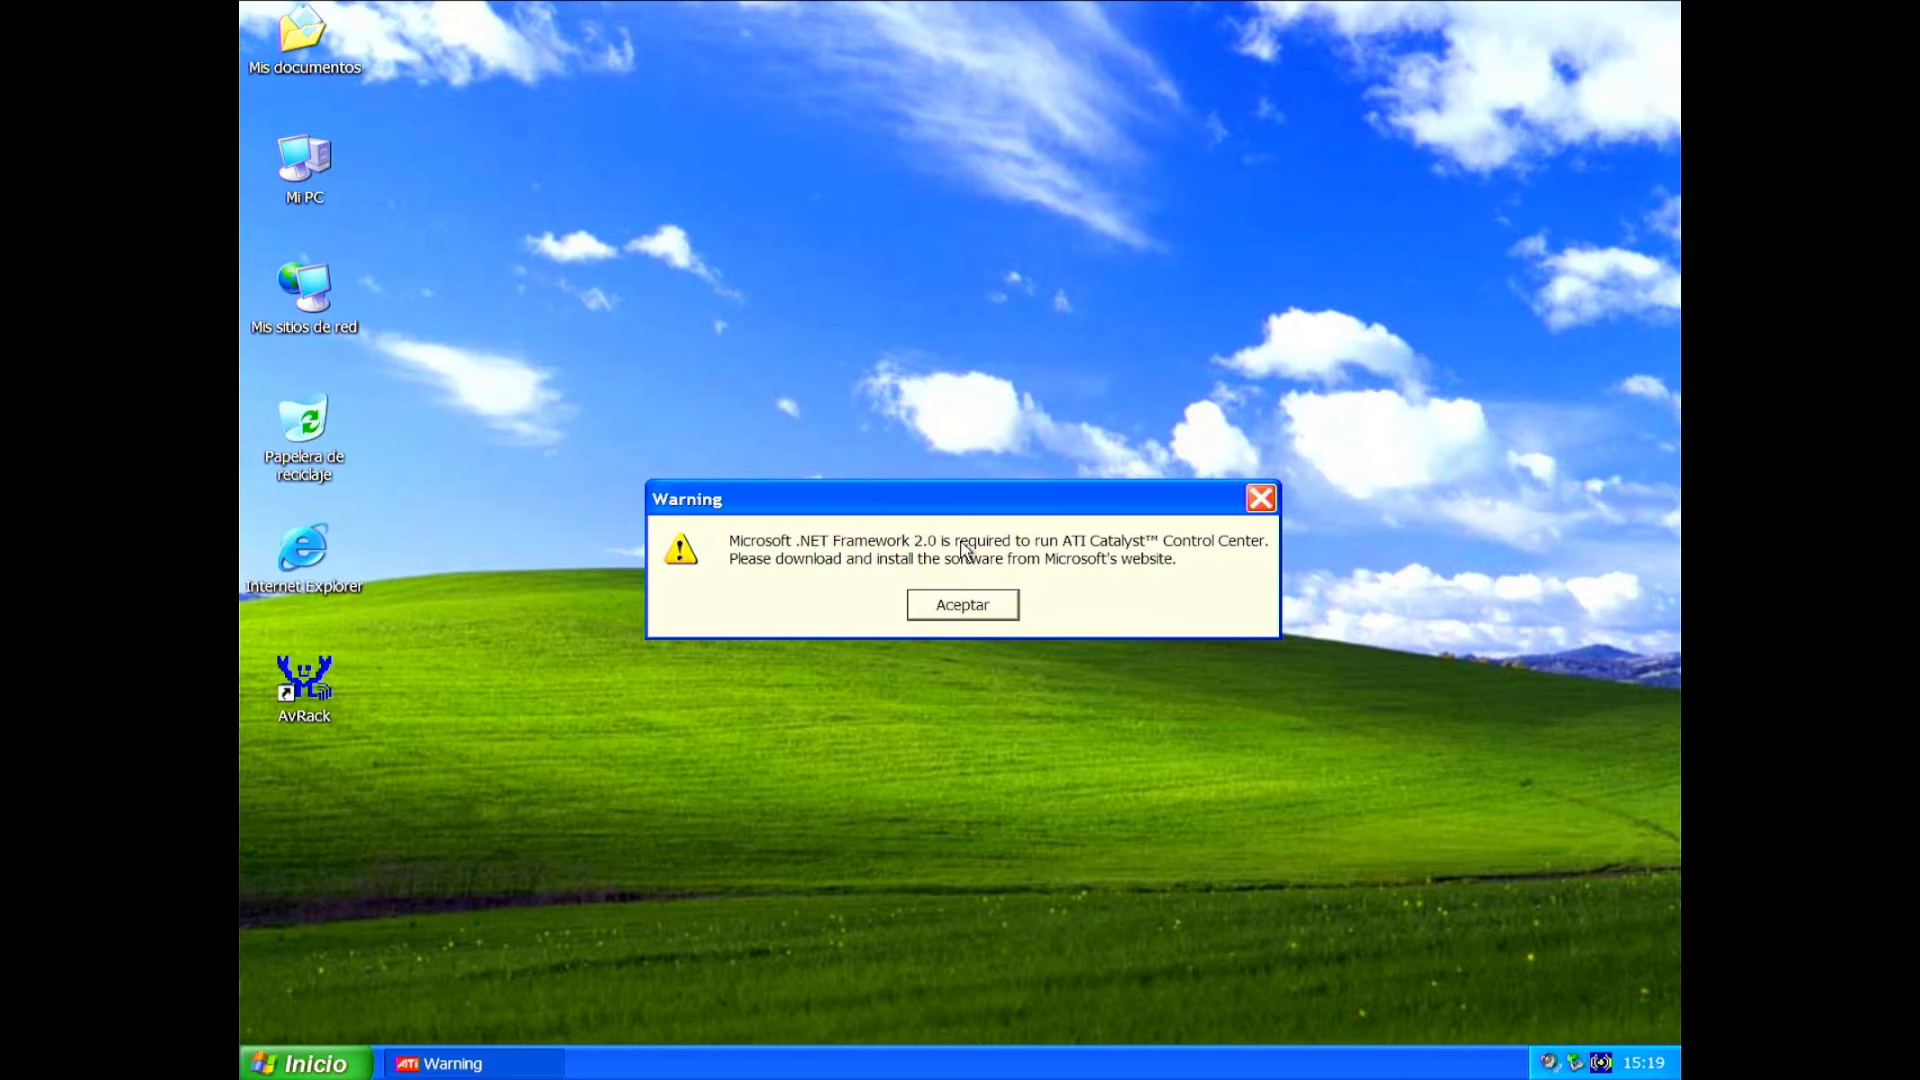 Mis documentos
Mi PC
Mis sitios de red
Papelera de
reciclaje
Internet Explorer
AvRack
Warning
Microsoft .NET Framework 2.0 is required to run ATI Catalyst™ Control Center.
Please download and install the software from Microsoft's website.
Aceptar
Inicio
ATI Warning
15:19